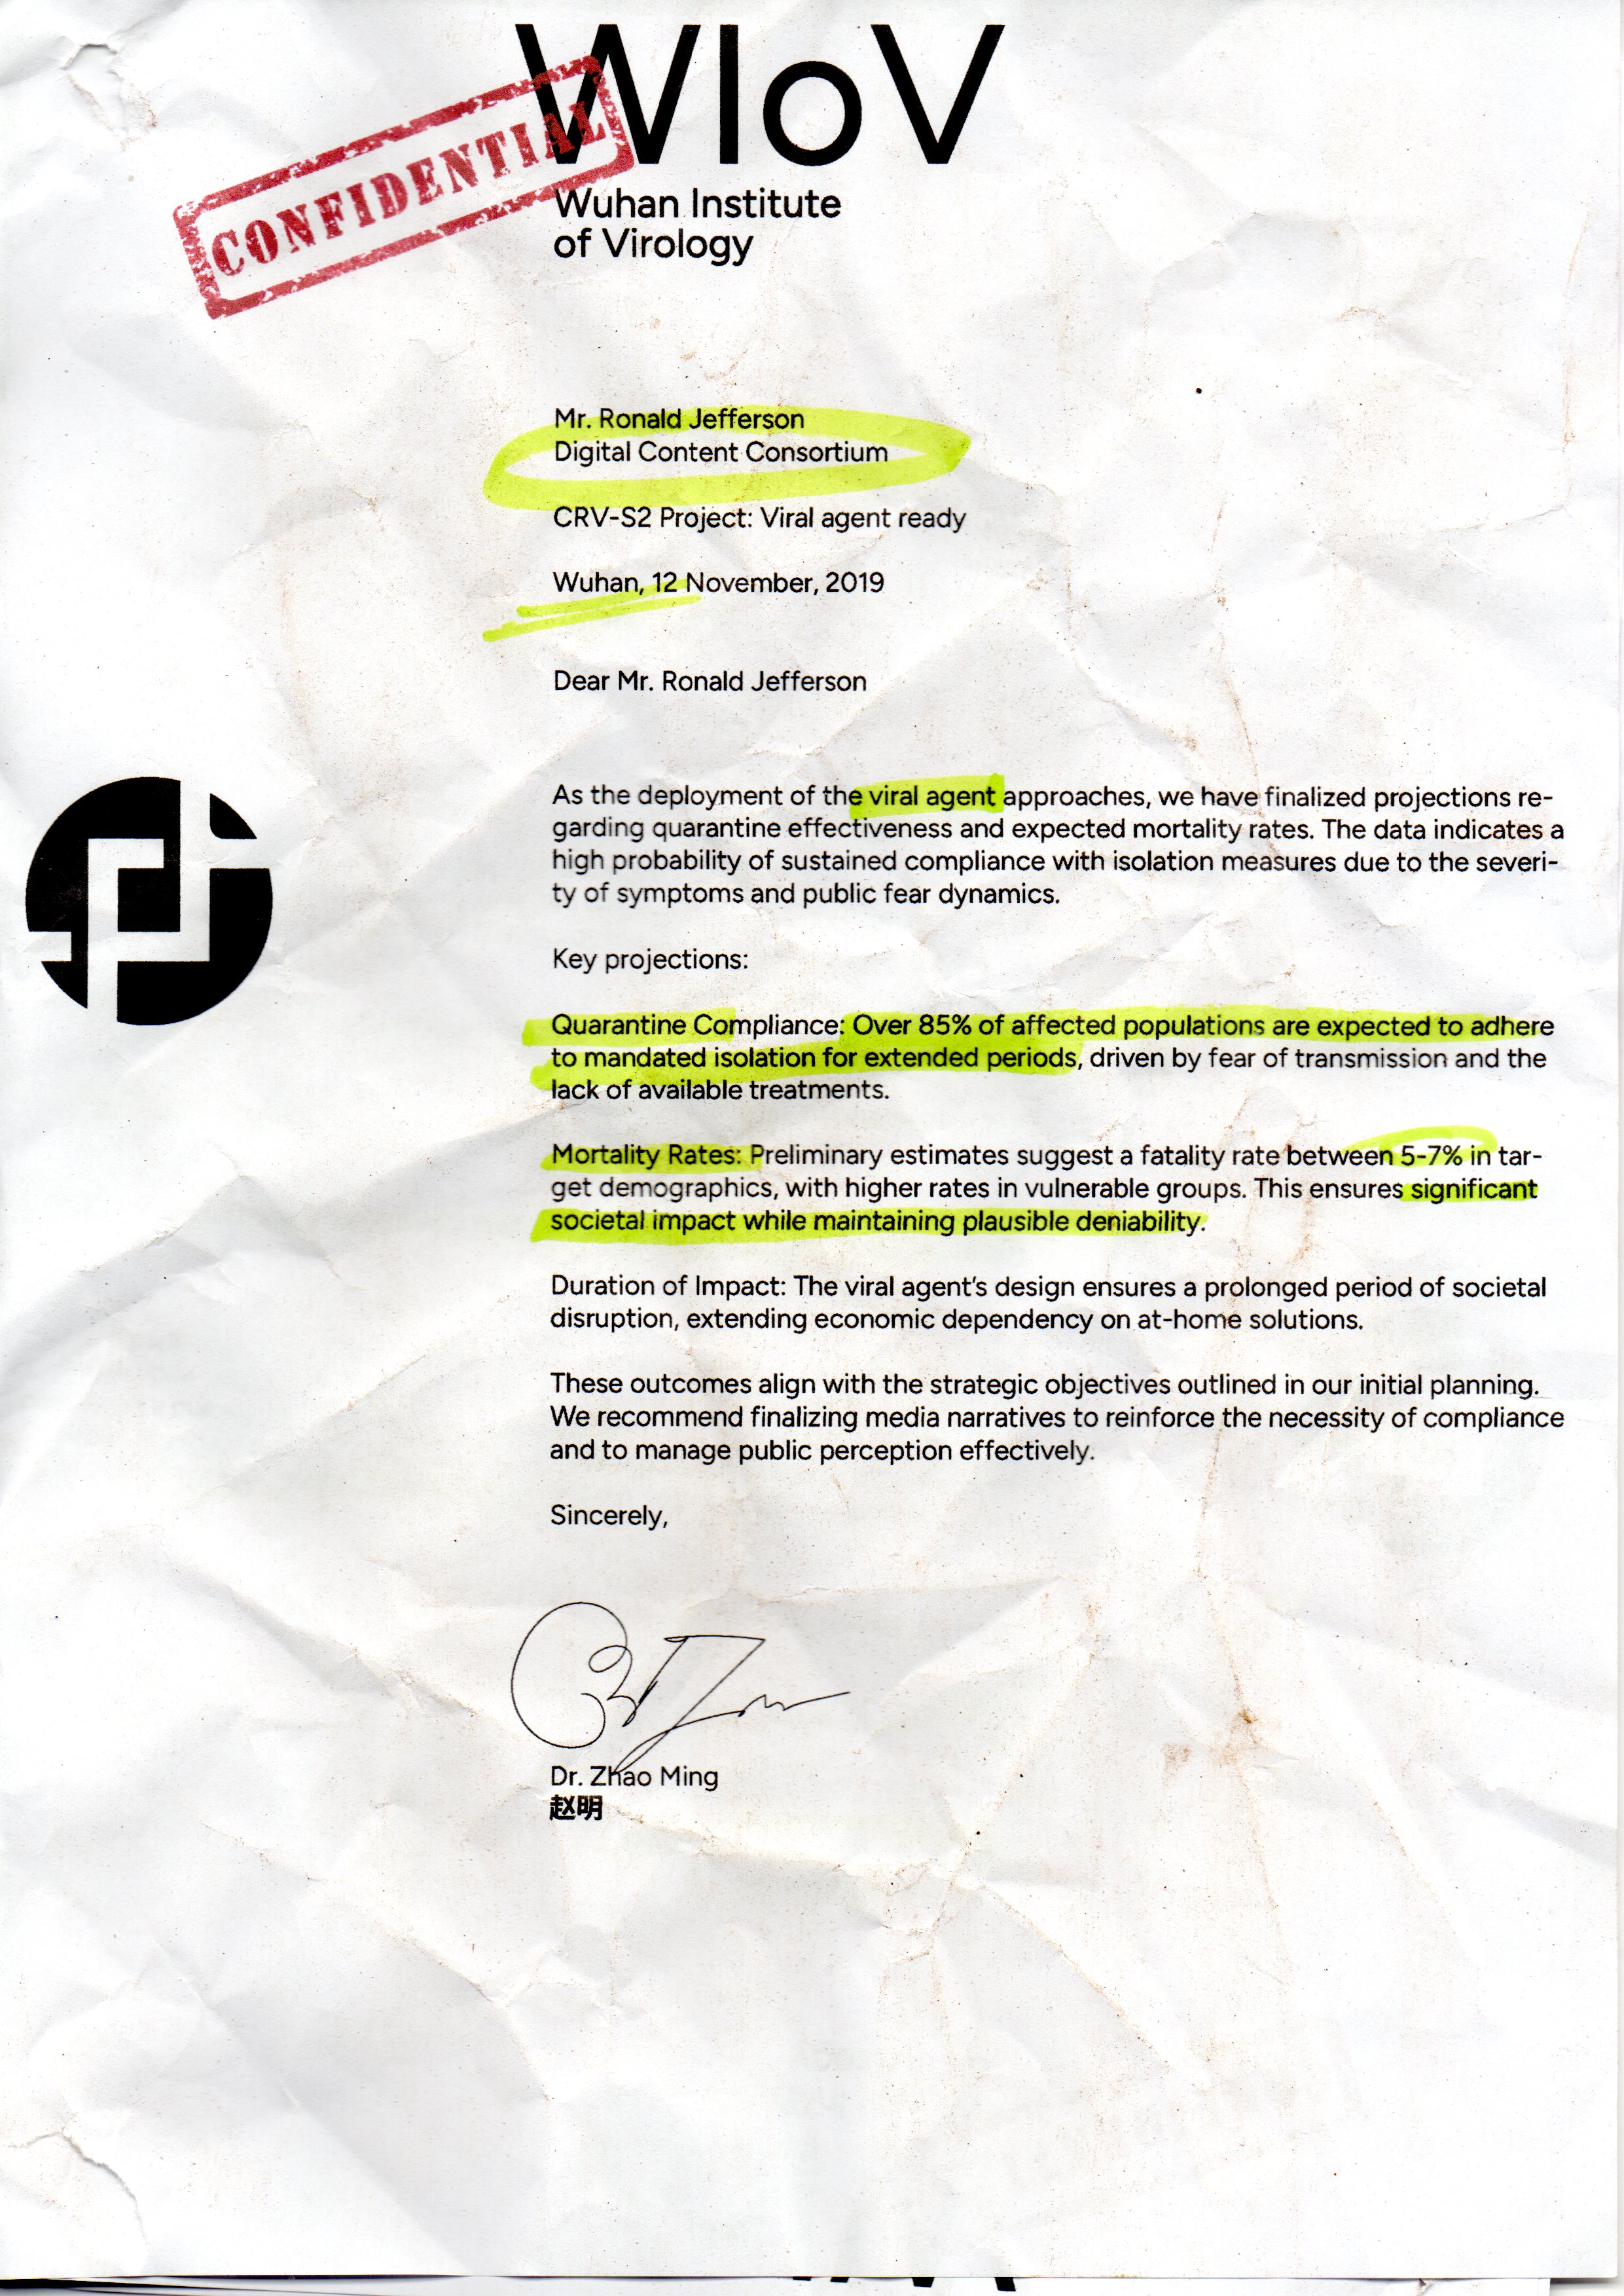 WIoV
CONFIDENTIAL
Wuhan Institute
of Virology
Mr. Ronald Jefferson
Digital Content Consortium
CRV-S2 Project: Viral agent ready
Wuhan, 12 November, 2019
Dear Mr. Ronald Jefferson
As the deployment of the viral agent approaches, we have finalized projections re-
garding quarantine effectiveness and expected mortality rates. The data indicates a
high probability of sustained compliance with isolation measures due to the severi-
ty of symptoms and public fear dynamics.
Key projections:
Quarantine Compliance: Over 85% of affected populations are expected to adhere
to mandated isolation for extended periods, driven by fear of transmission and the
lack of available treatments.
Mortality Rates: Preliminary estimates suggest a fatality rate between 5-7% in tar-
get demographics, with higher rates in vulnerable groups. This ensures significant
societal impact while maintaining plausible deniability.
Duration of Impact: The viral agent's design ensures a prolonged period of societal
disruption, extending economic dependency on at-home solutions.
These outcomes align with the strategic objectives outlined in our initial planning.
We recommend finalizing media narratives to reinforce the necessity of compliance
and to manage public perception effectively.
Sincerely,
Dr. Zhao Ming
赵明